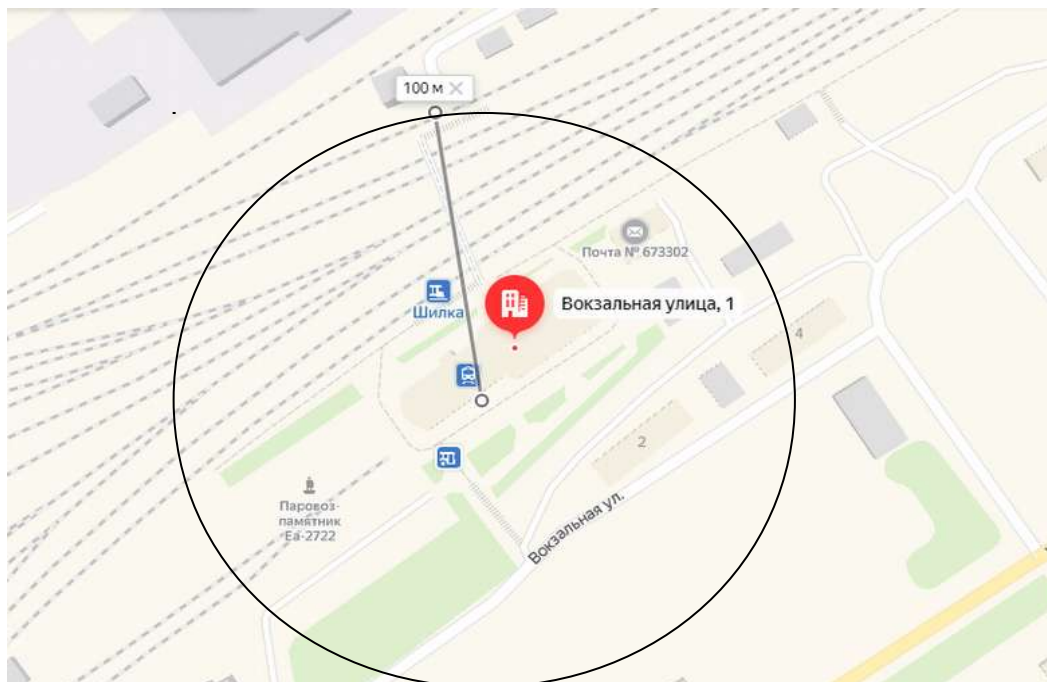 100 м
Почта № 673302
Шилка
Вокзальная улица, 1
4
2
Паровоз-
памятник
Еа-2722
Вокзальная ул.